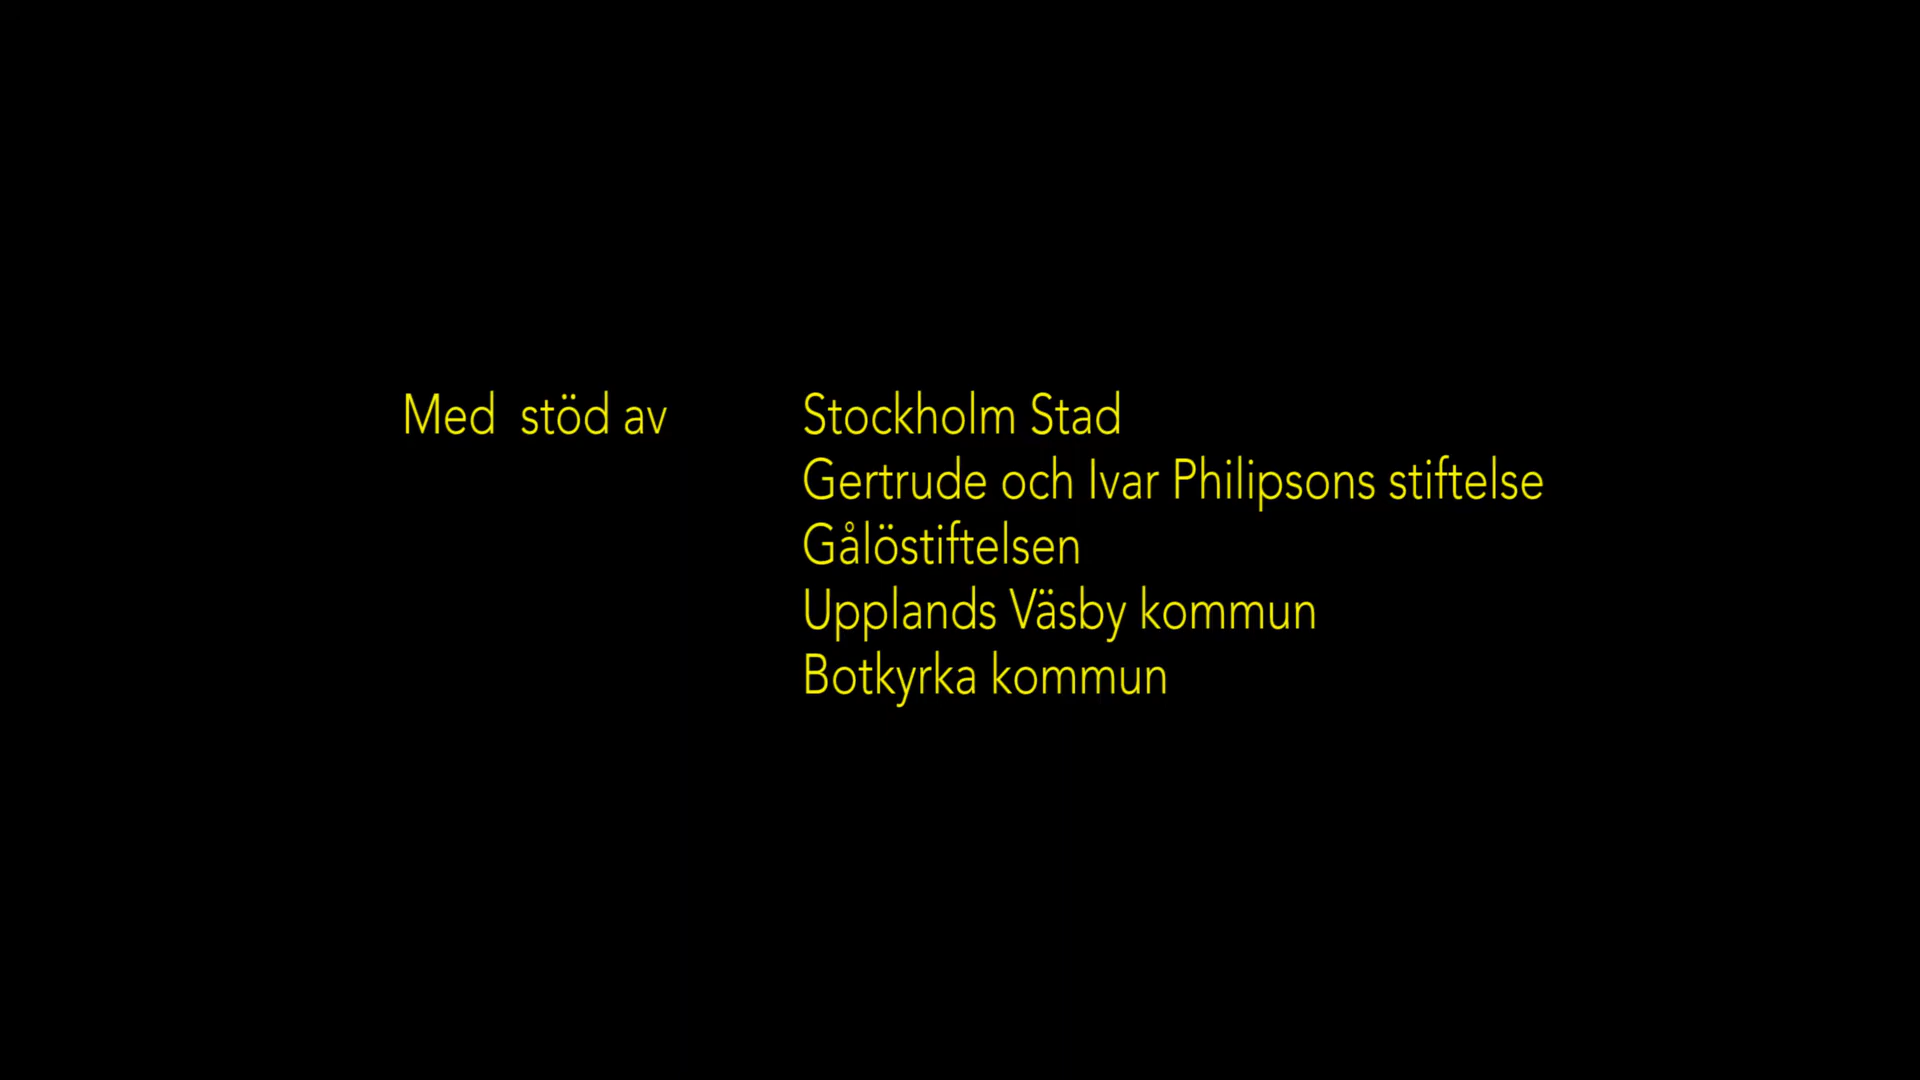 Med stöd av Stockholm Stad
Gertrude och Ivar Philipsons stiftelse
Gålöstiftelsen
Upplands Väsby kommun
Botkyrka kommun